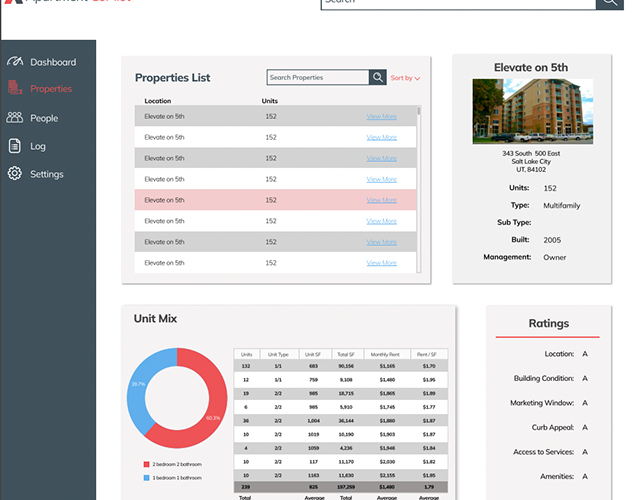 Apartment
Search
Dashboard
Properties
People
Log
Settings
Properties List
Search Properties
Sort by
Location Units
Elevate on 5th 152 View More
Elevate on 5th 152 View More
Elevate on 5th 152 View More
Elevate on 5th 152 View More
Elevate on 5th 152 View More
Elevate on 5th 152 View More
Elevate on 5th 152 View More
Elevate on 5th 152 View More
Elevate on 5th
343 South 500 East
Salt Lake City
UT, 84102
Units: 152
Type: Multifamily
Sub Type:
Built: 2005
Management: Owner
Unit Mix
39.7%
60.3%
2 bedroom 2 bathroom
1 bedroom 1 bathroom
Units Unit Type Unit SF Total SF Monthly Rent Rent / SF
132 1/1 683 90,156 $1,165 $1.70
12 1/1 759 9,108 $1,480 $1.95
19 2/2 985 18,715 $1,865 $1.89
6 2/2 985 5,910 $1,745 $1.77
36 2/2 1,004 36,144 $1,880 $1.87
10 2/2 1019 10,190 $1,903 $1.87
4 2/2 1059 4,236 $1,946 $1.84
10 2/2 117 11,170 $2,030 $1.82
10 2/2 1163 11,630 $2,155 $1.85
239 825 197,259 $1,480 1.79
Total Average Total Average Average
Ratings
Location: A
Building Condition: A
Marketing Window: A
Curb Appeal: A
Access to Services: A
Amenities: A